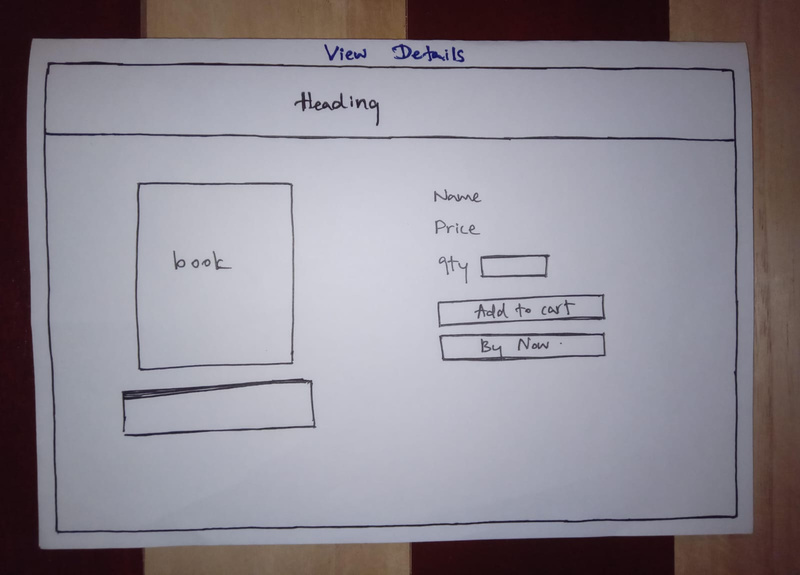 View Details
Heading
book
Name
Price
qty
Add to cart
By Now.